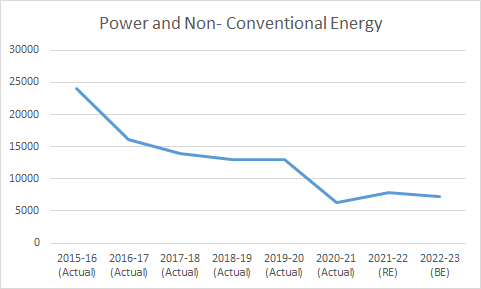 Power and Non- Conventional Energy
30000
25000
20000
15000
10000
5000
0
2015-16 2016-17 2017-18 2018-19 2019-20 2020-21 2021-22 2022-23
(Actual) (Actual) (Actual) (Actual) (Actual) (Actual) (RE) (BE)